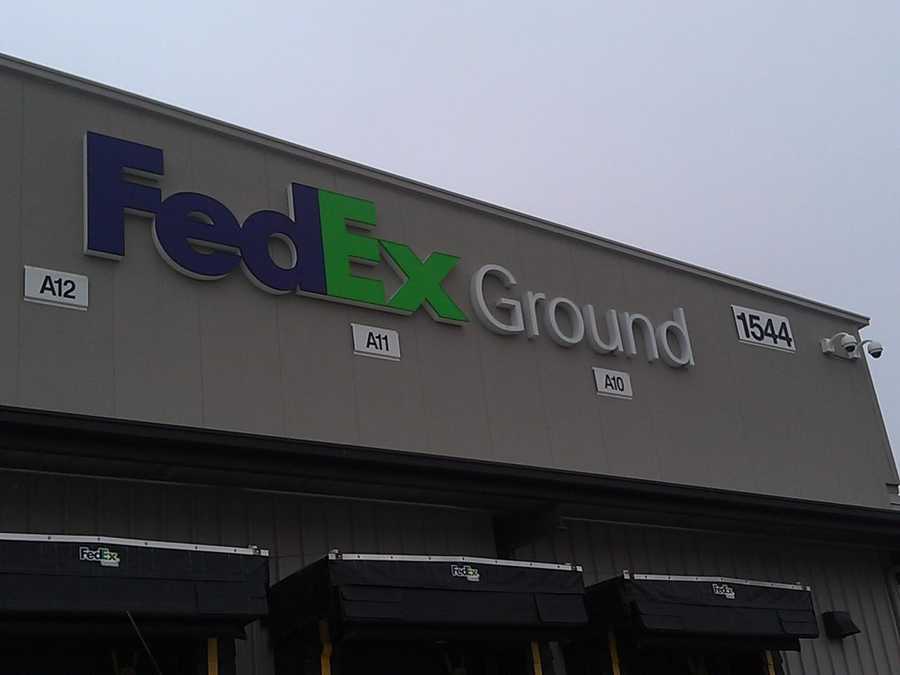 FedEx Ground
1544
A12
A11
A10
FedEx
FedEx
FedEx